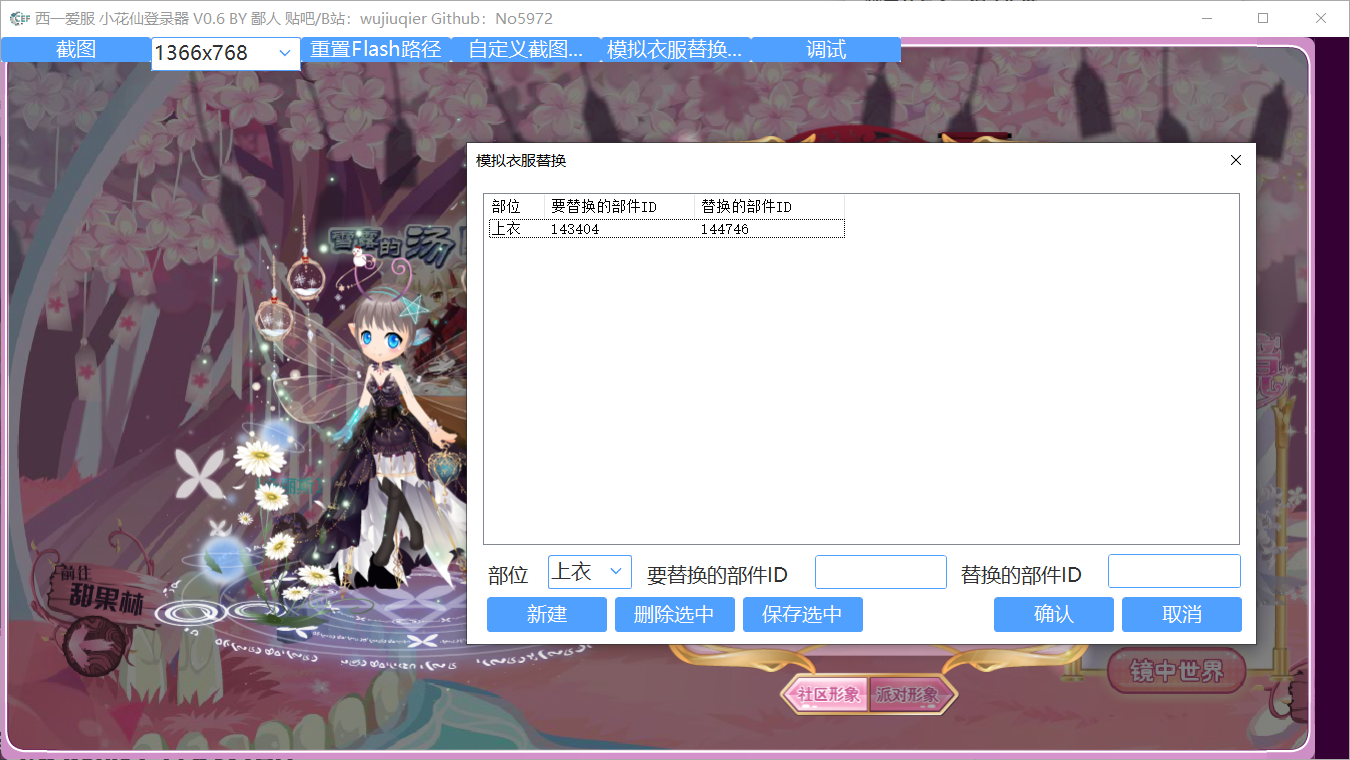 西一爱服 小花仙登录器 V0.6 BY 鄙人 贴吧/B站：wujiuqier Github：No5972
截图 1366x768 重置Flash路径 自定义截图... 模拟衣服替换... 调试
模拟衣服替换
部位 要替换的部件ID 替换的部件ID
上衣 143404 144746
部位 上衣 要替换的部件ID 替换的部件ID
新建 删除选中 保存选中 确认 取消
前往
甜果林
镜中世界
社区形象 派对形象